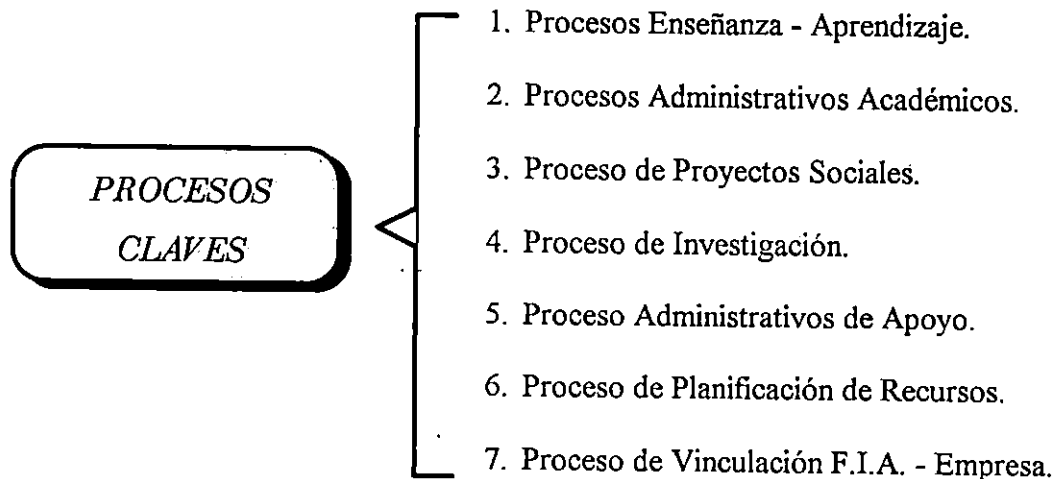 PROCESOS
CLAVES
1. Procesos Enseñanza - Aprendizaje.
2. Procesos Administrativos Académicos.
3. Proceso de Proyectos Sociales.
4. Proceso de Investigación.
5. Proceso Administrativos de Apoyo.
6. Proceso de Planificación de Recursos.
7. Proceso de Vinculación F.I.A. - Empresa.